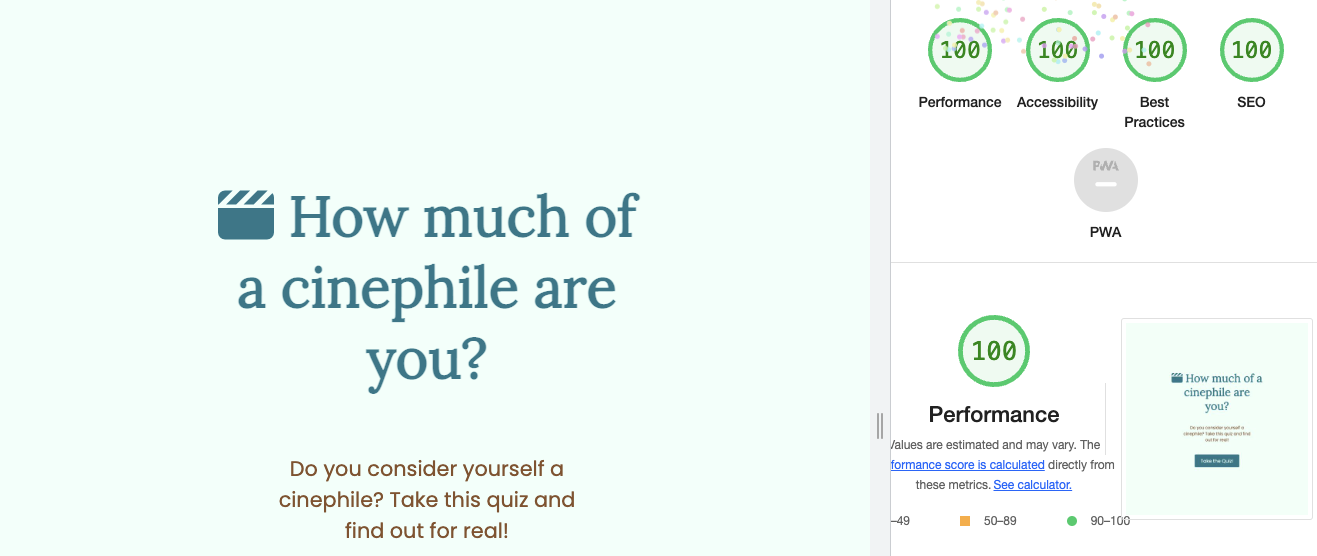 How much of
a cinephile are
you?
Do you consider yourself a
cinephile? Take this quiz and
find out for real!
100 100 100 100
Performance Accessibility Best Practices SEO
PWA
PWA
100
Performance
Values are estimated and may vary. The
formance score is calculated directly from
these metrics. See calculator.
–49 50–89 90–100
How much of a
cinephile are
you?
Do you consider yourself a
cinephile? Take this quiz and find
out for real!
Take the Quiz